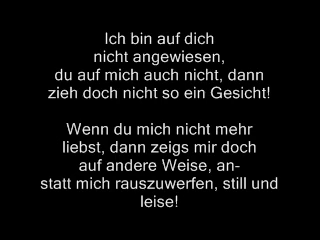 Ich bin auf dich
nicht angewiesen,
du auf mich auch nicht, dann
zieh doch nicht so ein Gesicht!
Wenn du mich nicht mehr
liebst, dann zeigs mir doch
auf andere Weise, an-
statt mich rauszuwerfen, still und
leise!